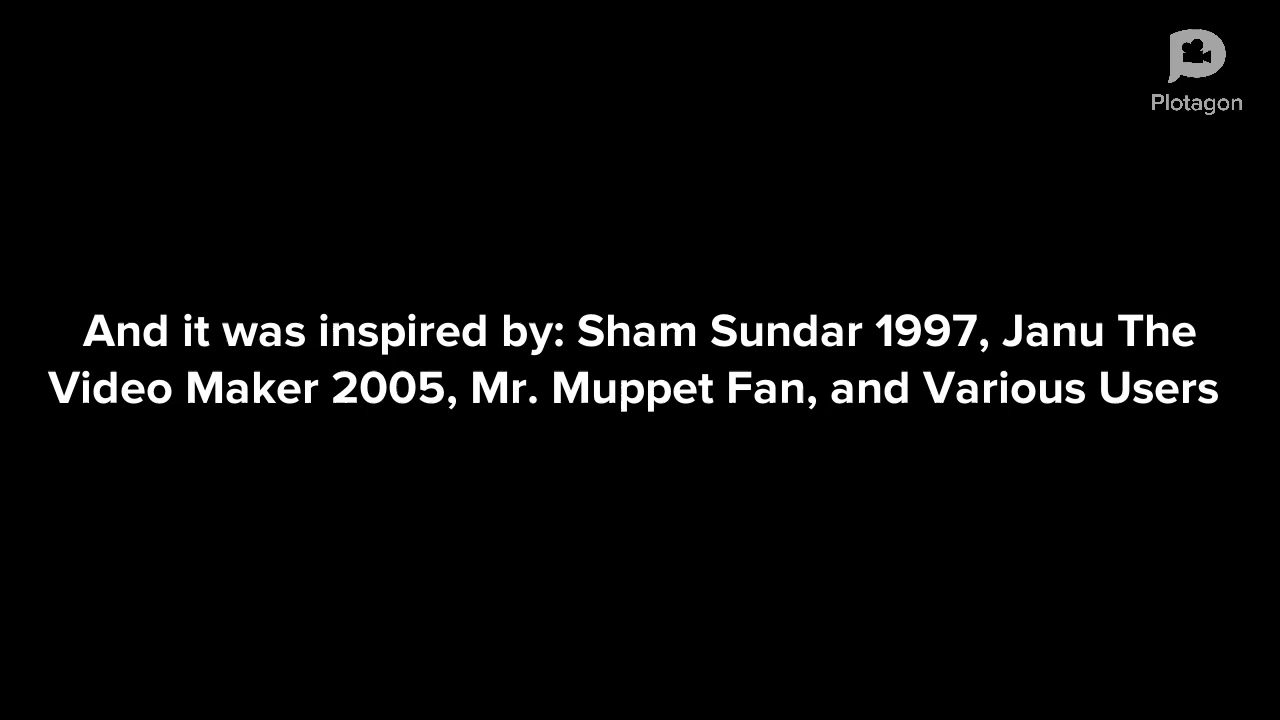 Plotagon
And it was inspired by: Sham Sundar 1997, Janu The
Video Maker 2005, Mr. Muppet Fan, and Various Users